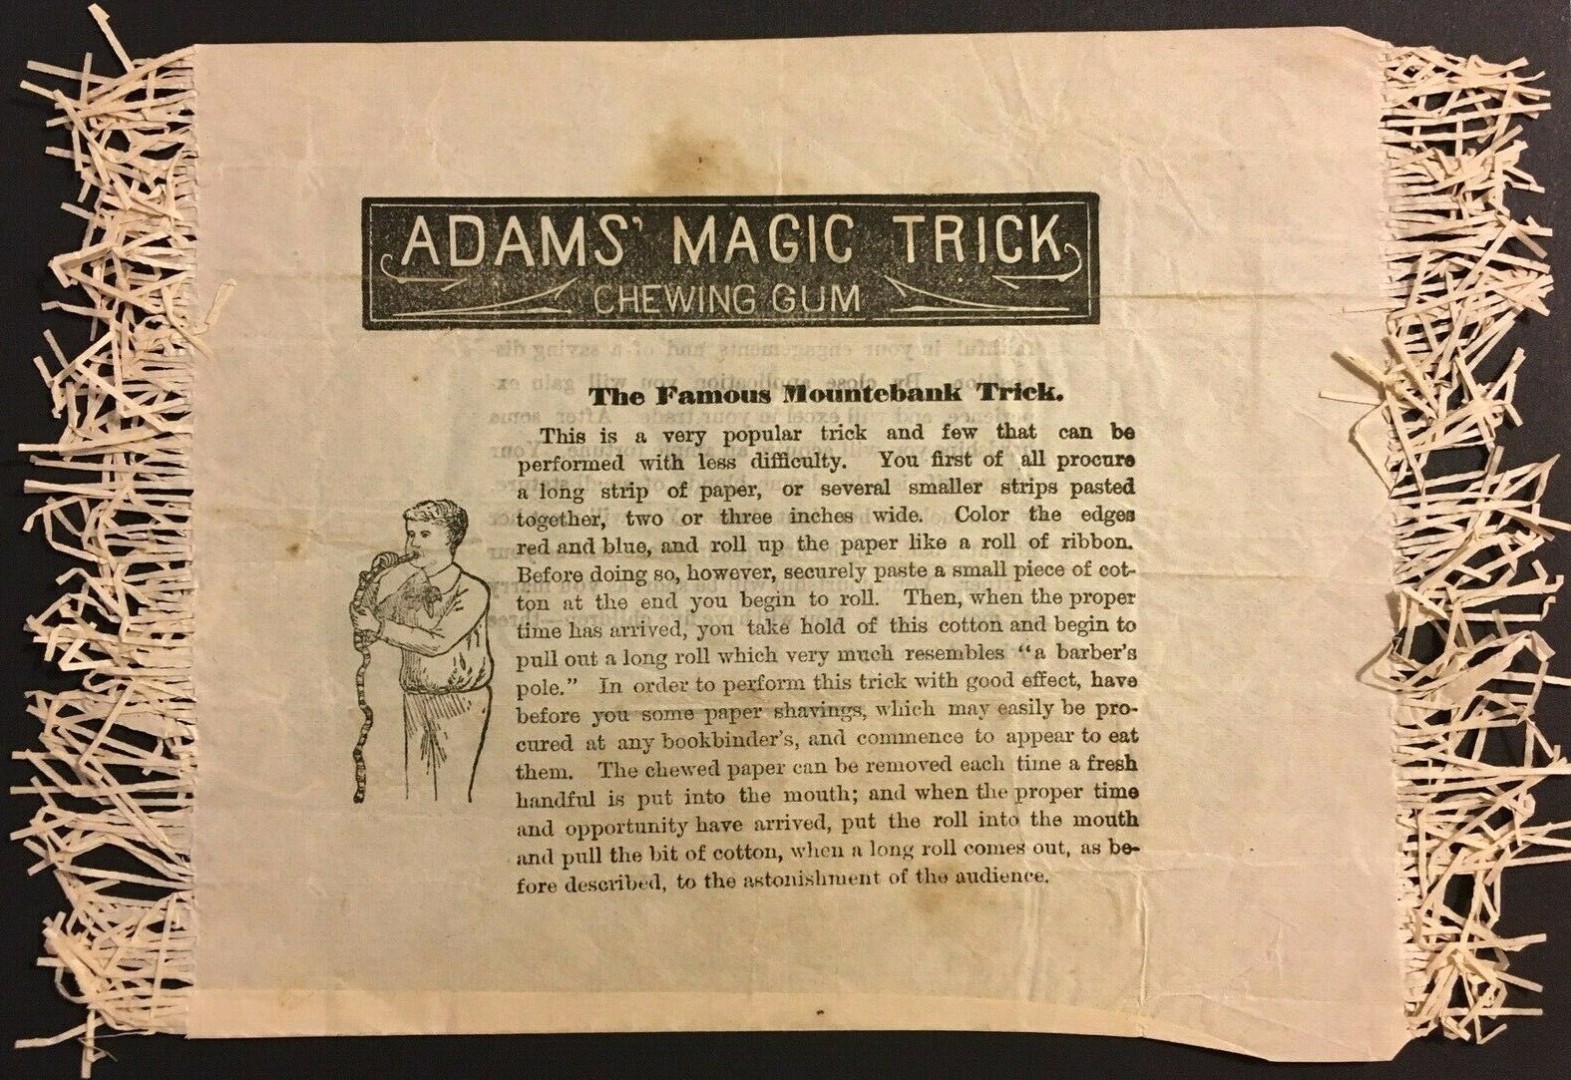 ADAMS' MAGIC TRICK
CHEWING GUM
The Famous Mountebank Trick.
This is a very popular trick and few that can be
performed with less difficulty. You first of all procure
a long strip of paper, or several smaller strips pasted
together, two or three inches wide. Color the edges
red and blue, and roll up the paper like a roll of ribbon.
Before doing so, however, securely paste a small piece of cot-
ton at the end you begin to roll. Then, when the proper
time has arrived, you take hold of this cotton and begin to
pull out a long roll which very much resembles "a barber's
pole." In order to perform this trick with good effect, have
before you some paper shavings, which may easily be pro-
cured at any bookbinder's, and commence to appear to eat
them. The chewed paper can be removed each time a fresh
handful is put into the mouth; and when the proper time
and opportunity have arrived, put the roll into the mouth
and pull the bit of cotton, when a long roll comes out, as be-
fore described, to the astonishment of the audience.